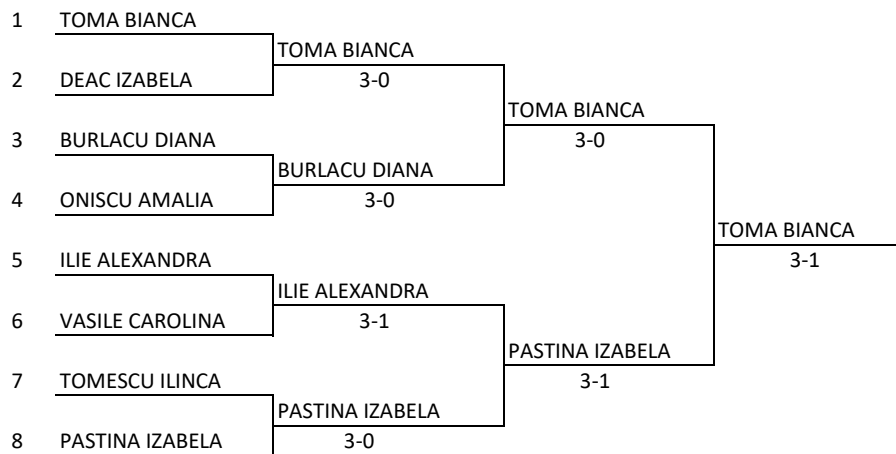 1 TOMA BIANCA
TOMA BIANCA
2 DEAC IZABELA 3-0
TOMA BIANCA
3 BURLACU DIANA 3-0
BURLACU DIANA
4 ONISCU AMALIA 3-0
TOMA BIANCA
5 ILIE ALEXANDRA 3-1
ILIE ALEXANDRA
6 VASILE CAROLINA 3-1
PASTINA IZABELA
7 TOMESCU ILINCA 3-1
PASTINA IZABELA
8 PASTINA IZABELA 3-0